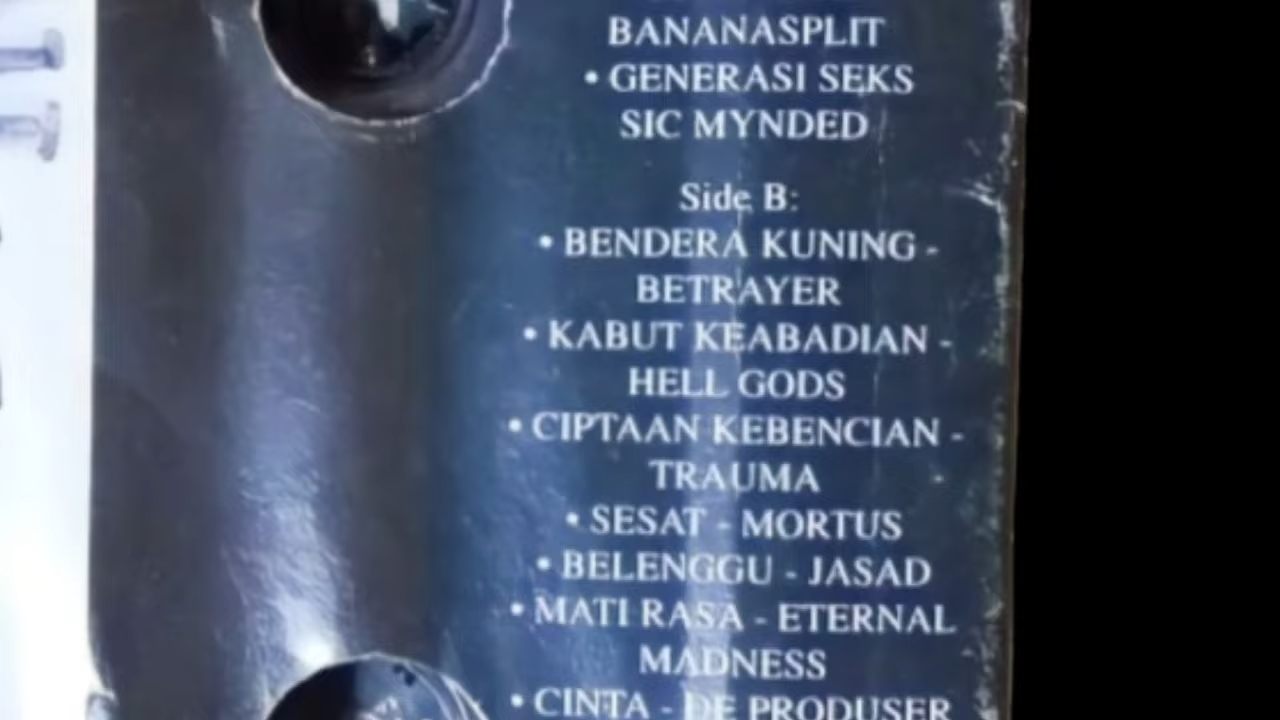 BANANASPLIT
• GENERASI SEKS
SIC MYNDED
Side B:
• BENDERA KUNING -
BETRAYER
• KABUT KEABADIAN -
HELL GODS
• CIPTAAN KEBENCIAN -
TRAUMA
• SESAT - MORTUS
• BELENGGU - JASAD
• MATI RASA - ETERNAL
MADNESS
• CINTA - DE PRODUSER